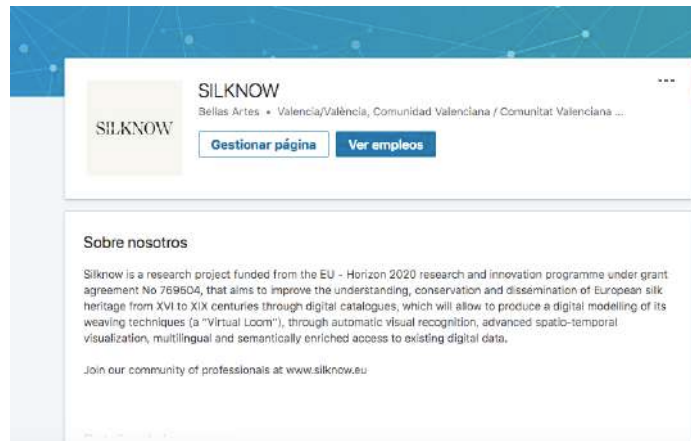 SILKNOW
SILKNOW
Bellas Artes • Valencia/València, Comunidad Valenciana / Comunitat Valenciana ...
Gestionar página Ver empleos
Sobre nosotros
Silknow is a research project funded from the EU - Horizon 2020 research and innovation programme under grant
agreement No 769504, that aims to improve the understanding, conservation and dissemination of European silk
heritage from XVI to XIX centuries through digital catalogues, which will allow to produce a digital modelling of its
weaving techniques (a "Virtual Loom"), through automatic visual recognition, advanced spatio-temporal
visualization, multilingual and semantically enriched access to existing digital data.
Join our community of professionals at www.silknow.eu